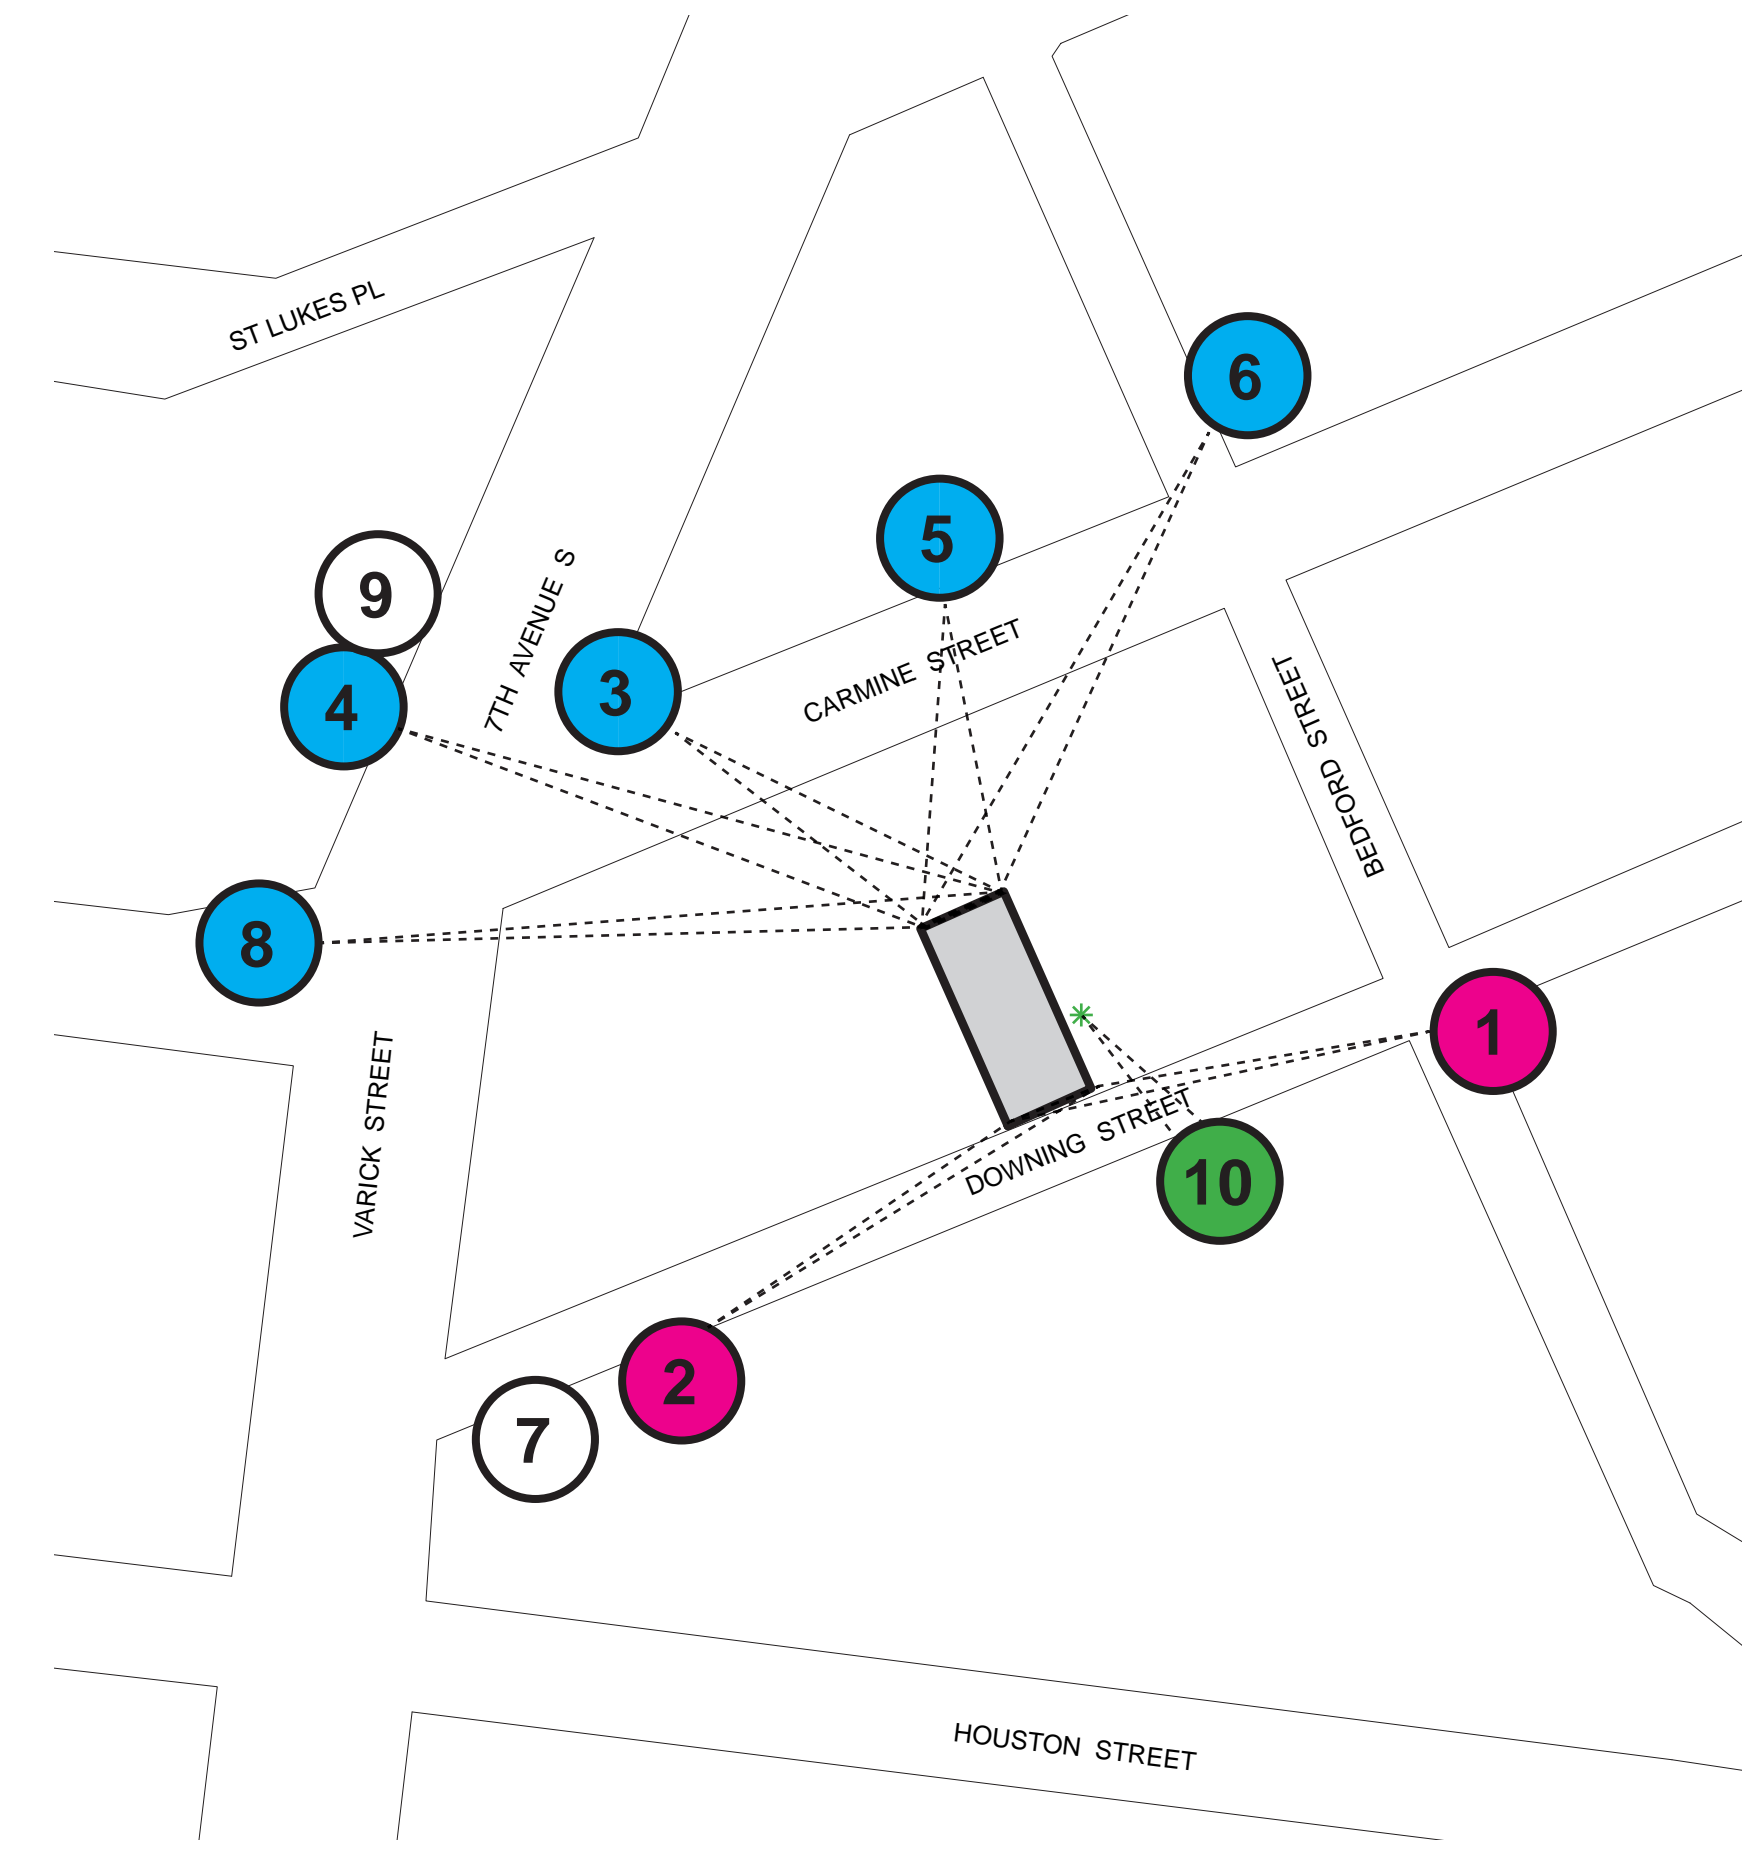 ST LUKES PL
6
5
9
7TH AVENUE S
3
4
CARMINE STREET
BEDFORD STREET
8
1
VARICK STREET
DOWNING STREET
10
2
7
HOUSTON STREET